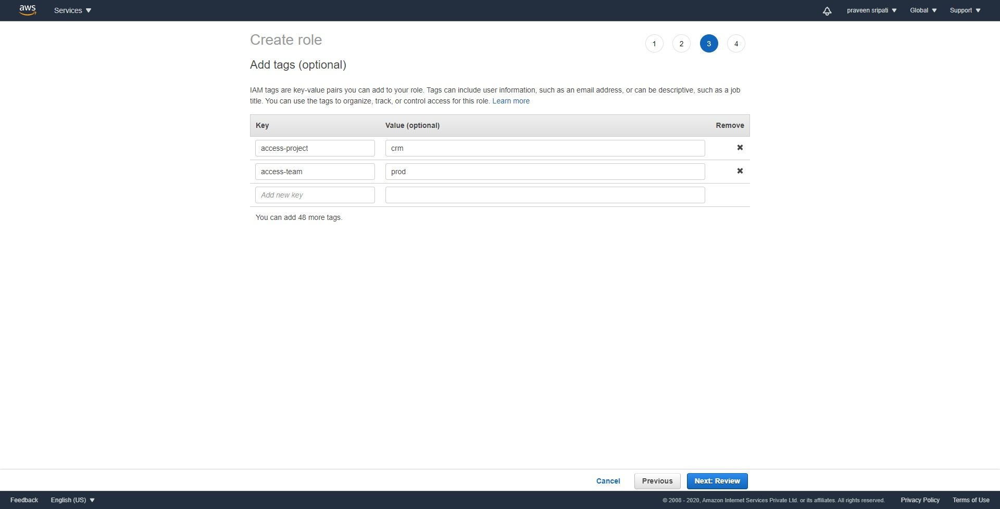 aws Services praveen sripati Global Support
Create role 1 2 3 4
Add tags (optional)
IAM tags are key-value pairs you can add to your role. Tags can include user information, such as an email address, or can be descriptive, such as a job
title. You can use the tags to organize, track, or control access for this role. Learn more
Key Value (optional) Remove
access-project crm
access-team prod
Add new key
You can add 48 more tags.
Cancel Previous Next: Review
Feedback English (US) © 2008 - 2020, Amazon Internet Services Private Ltd. or its affiliates. All rights reserved. Privacy Policy Terms of Use